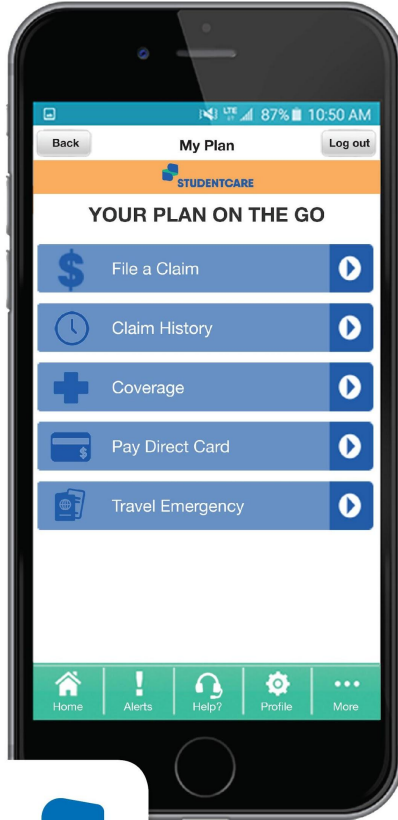 LTE 87% 10:50 AM
Back My Plan Log out
STUDENTCARE
YOUR PLAN ON THE GO
$ File a Claim
Claim History
Coverage
$ Pay Direct Card
Travel Emergency
Home ! Alerts Help? Profile More